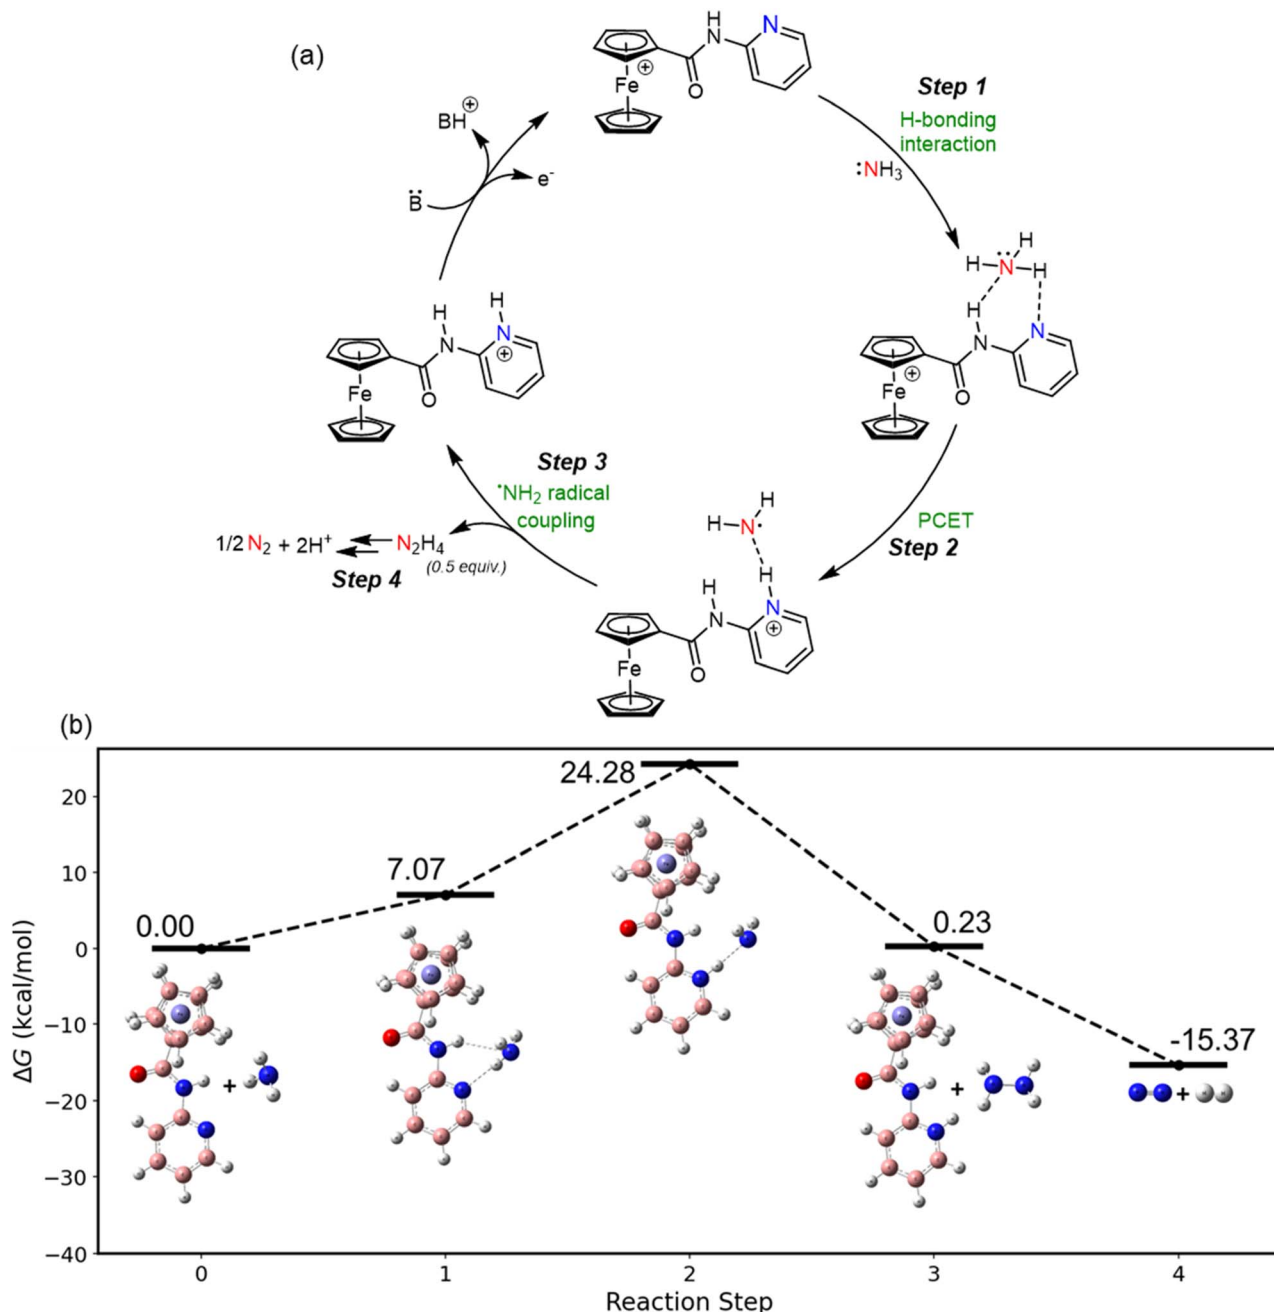 (a)
H
N
N
⊕
Fe
O
Step 1
H-bonding
interaction
:NH₃
BH⊕
B̈
e⁻
H
H–N̈–H
H
N
N
⊕
Fe
O
H
H
N
N
⊕
Fe
O
Step 3
•NH₂ radical
coupling
1/2 N₂ + 2H⁺
N₂H₄
(0.5 equiv.)
Step 4
PCET
Step 2
H
H–N·
H
H
N
N
⊕
Fe
O
(b)
24.28
7.07
0.00
0.23
-15.37
+
+
+
ΔG (kcal/mol)
20
10
0
−10
−20
−30
−40
0 1 2 3 4
Reaction Step